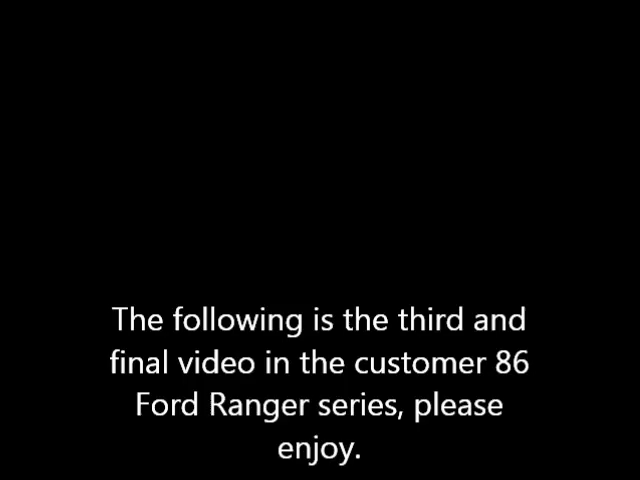 The following is the third and
final video in the customer 86
Ford Ranger series, please
enjoy.